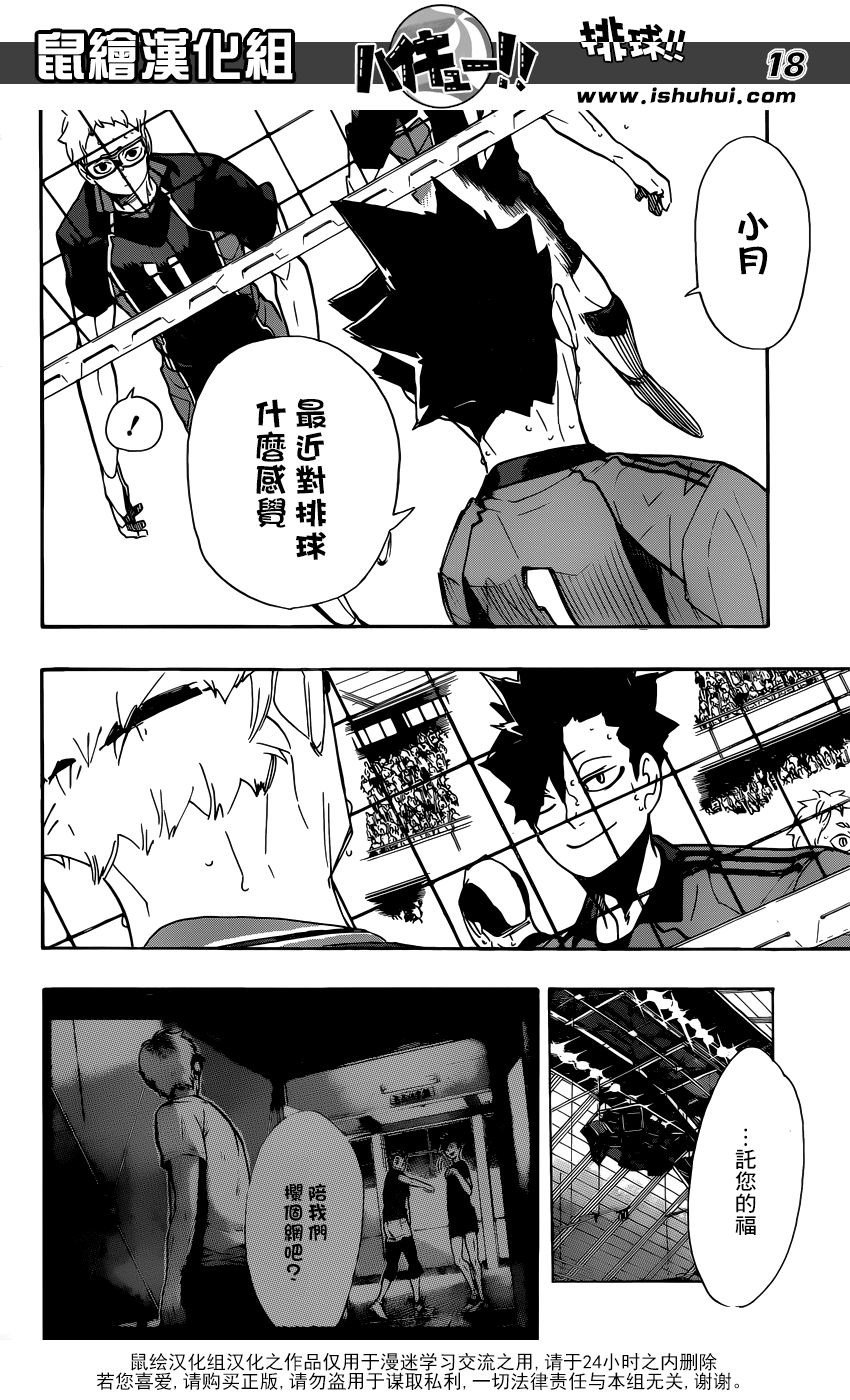 鼠繪漢化組
ハイキュー!!
排球!!
18
www.ishuhui.com
小月
最近對排球
什麼感覺
!
11
1
…託您的福
陪我們
攔個網吧?
鼠绘汉化组汉化之作品仅用于漫迷学习交流之用,请于24小时之内删除
若您喜爱,请购买正版,请勿盗用于谋取私利,一切法律责任与本组无关,谢谢。